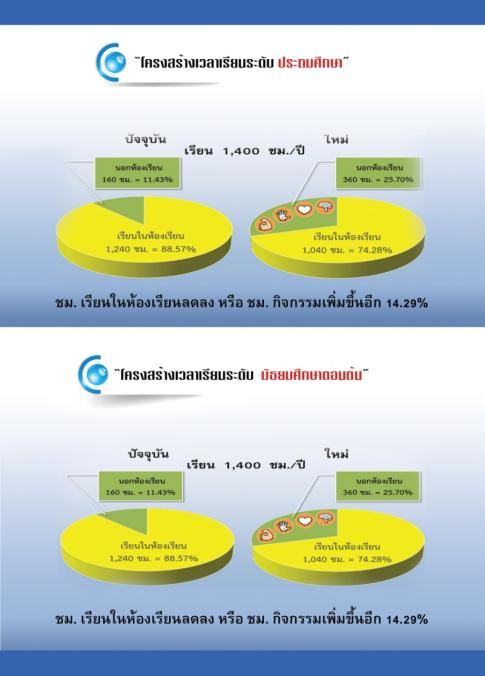 “โครงสร้างเวลาเรียนระดับ ประถมศึกษา”
ปัจจุบัน
ใหม่
เรียน 1,400 ชม./ปี
นอกห้องเรียน
160 ชม. = 11.43%
นอกห้องเรียน
360 ชม. = 25.70%
เรียนในห้องเรียน
1,240 ชม. = 88.57%
เรียนในห้องเรียน
1,040 ชม. = 74.28%
ชม. เรียนในห้องเรียนลดลง หรือ ชม. กิจกรรมเพิ่มขึ้นอีก 14.29%
“โครงสร้างเวลาเรียนระดับ มัธยมศึกษาตอนต้น”
ปัจจุบัน
ใหม่
เรียน 1,400 ชม./ปี
นอกห้องเรียน
160 ชม. = 11.43%
นอกห้องเรียน
360 ชม. = 25.70%
เรียนในห้องเรียน
1,240 ชม. = 88.57%
เรียนในห้องเรียน
1,040 ชม. = 74.28%
ชม. เรียนในห้องเรียนลดลง หรือ ชม. กิจกรรมเพิ่มขึ้นอีก 14.29%